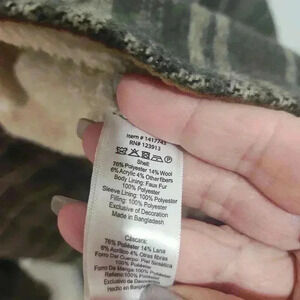 Item # 1417743
RN# 123913
Shell:
76% Polyester 14% Wool
6% Acrylic 4% Other fibers
Body Lining: Faux Fur
100% Polyester
Sleeve Lining: 100% Polyester
Filling: 100% Polyester
Exclusive of Decoration
Made in Bangladesh
Cáscara:
76% Poliéster 14% Lana
6% Acrílico 4% Otras fibras
Forro Del Cuerpo: Piel Sintética
100% Poliéster
Forro De Manga: 100% Poliéster
Relleno: 100% Poliéster
Exclusivo de Decoración
Hecho en Bangladesh